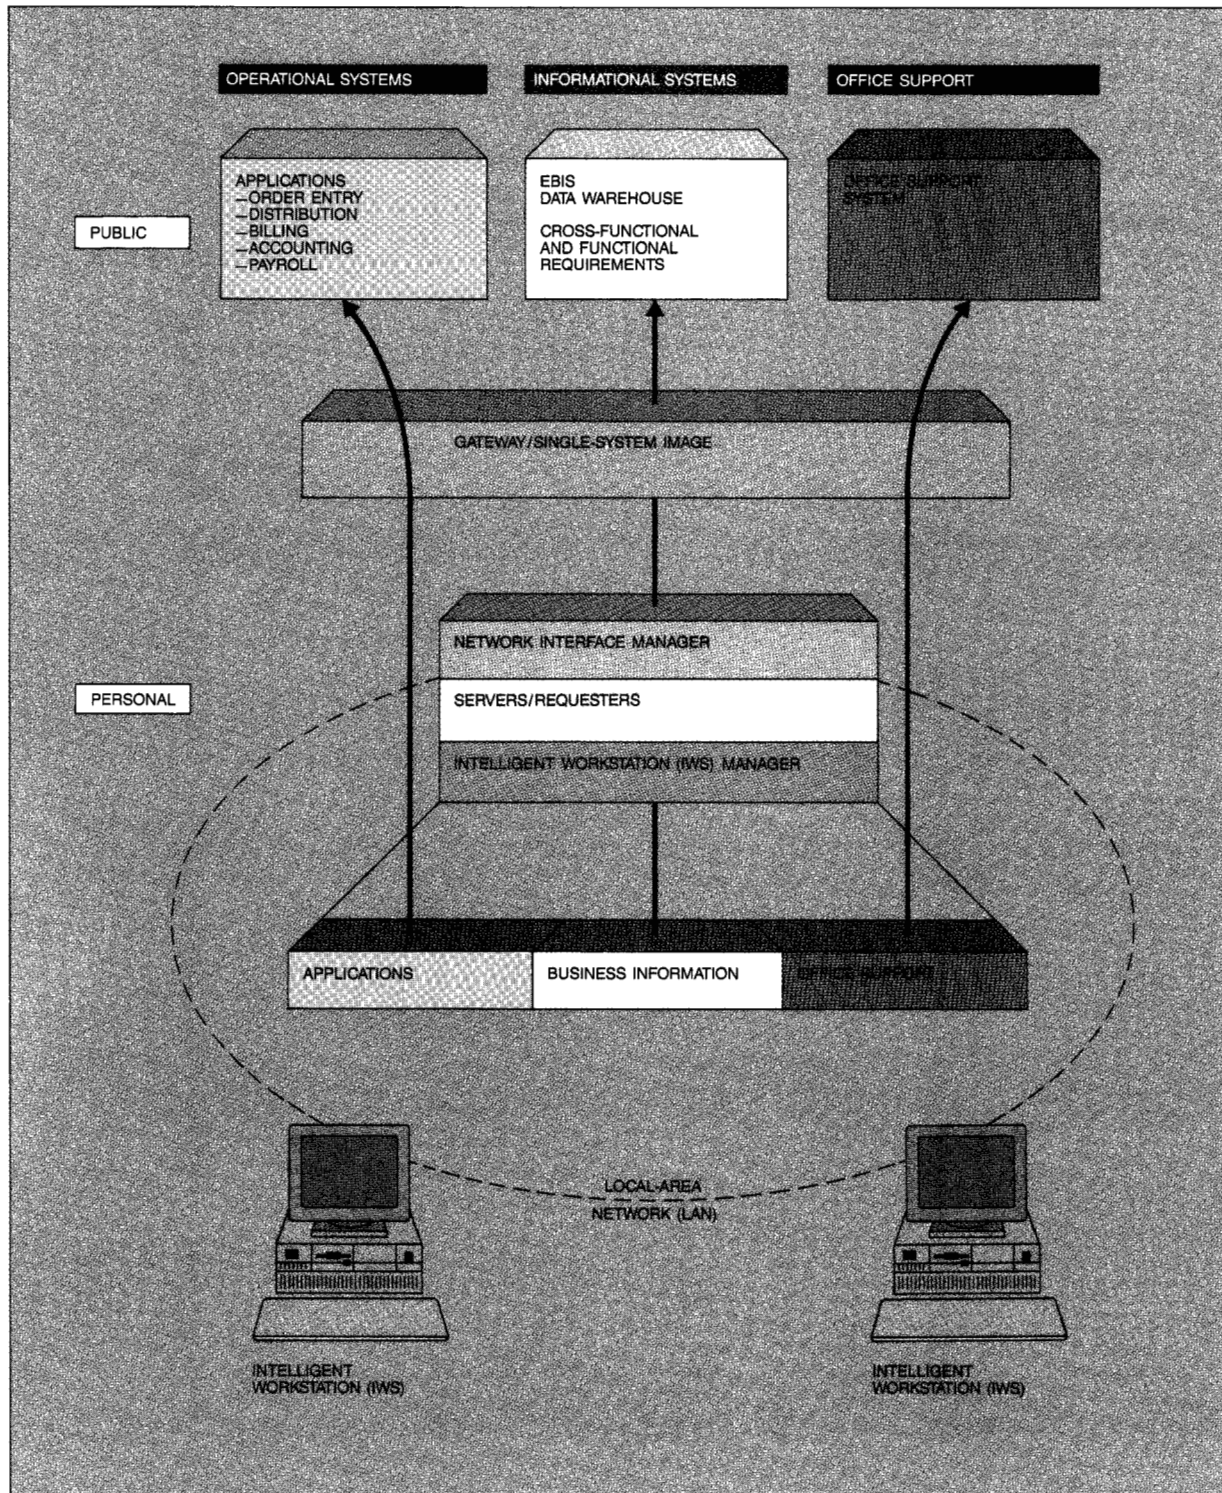 OPERATIONAL SYSTEMS
INFORMATIONAL SYSTEMS
OFFICE SUPPORT
PUBLIC
APPLICATIONS
—ORDER ENTRY
—DISTRIBUTION
—BILLING
—ACCOUNTING
—PAYROLL
EBIS
DATA WAREHOUSE
CROSS-FUNCTIONAL
AND FUNCTIONAL
REQUIREMENTS
OFFICE SUPPORT
SYSTEM
GATEWAY/SINGLE-SYSTEM IMAGE
PERSONAL
NETWORK INTERFACE MANAGER
SERVERS/REQUESTERS
INTELLIGENT WORKSTATION (IWS) MANAGER
APPLICATIONS
BUSINESS INFORMATION
OFFICE SUPPORT
LOCAL-AREA
NETWORK (LAN)
INTELLIGENT
WORKSTATION (IWS)
INTELLIGENT
WORKSTATION (IWS)